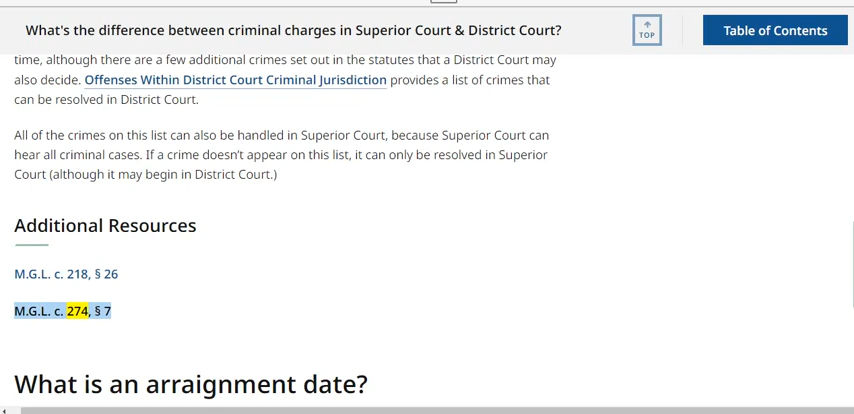 What's the difference between criminal charges in Superior Court & District Court?
TOP
Table of Contents
time, although there are a few additional crimes set out in the statutes that a District Court may
also decide. Offenses Within District Court Criminal Jurisdiction provides a list of crimes that
can be resolved in District Court.
All of the crimes on this list can also be handled in Superior Court, because Superior Court can
hear all criminal cases. If a crime doesn't appear on this list, it can only be resolved in Superior
Court (although it may begin in District Court.)
Additional Resources
M.G.L. c. 218, § 26
M.G.L. c. 274, § 7
What is an arraignment date?